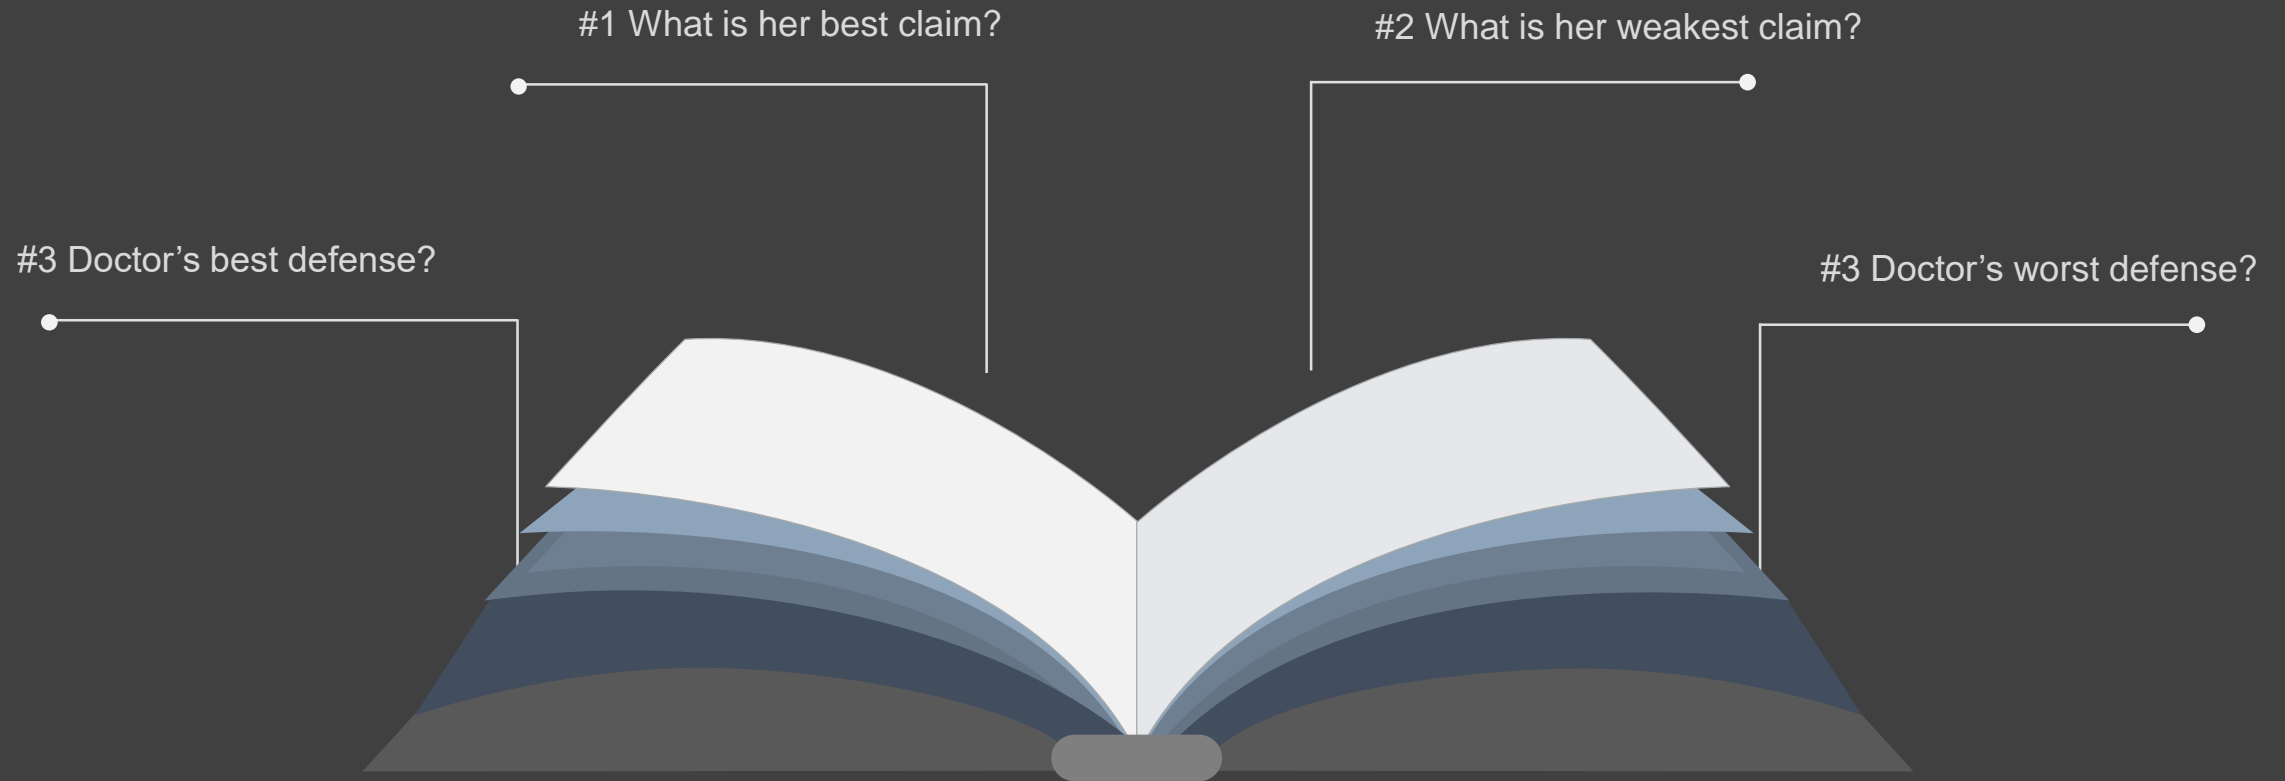 #1 What is her best claim?
#2 What is her weakest claim?
#3 Doctor’s best defense?
#3 Doctor’s worst defense?